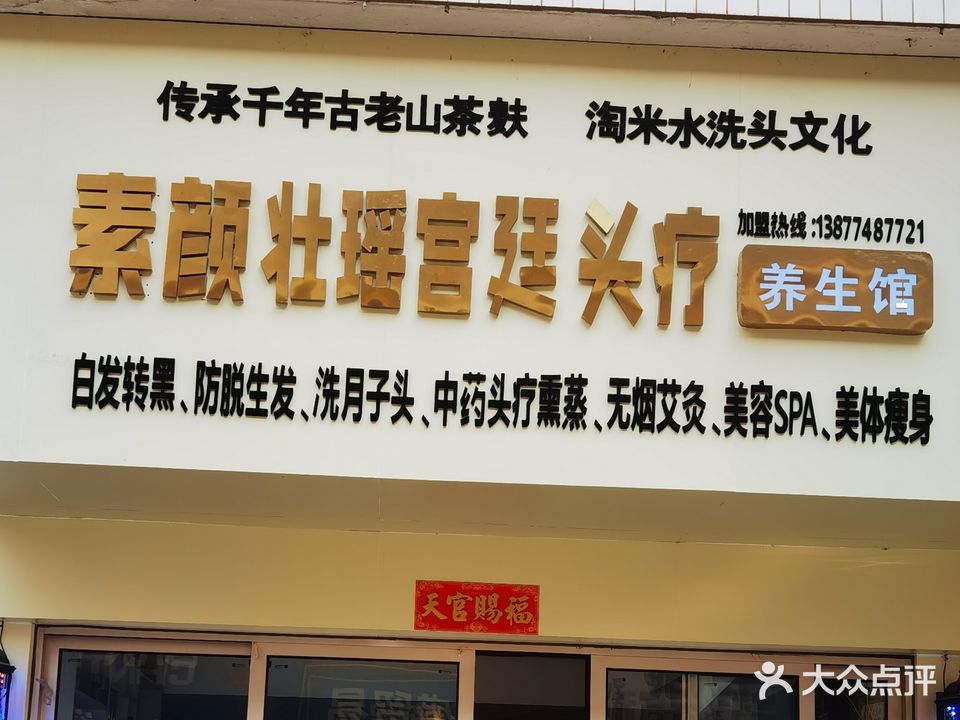 传承千年古老山茶麸 淘米水洗头文化
素颜壮瑶宫廷头疗
加盟热线:13877487721
养生馆
白发转黑、防脱生发、洗月子头、中药头疗熏蒸、无烟艾灸、美容SPA、美体瘦身
天官賜福
大众点评